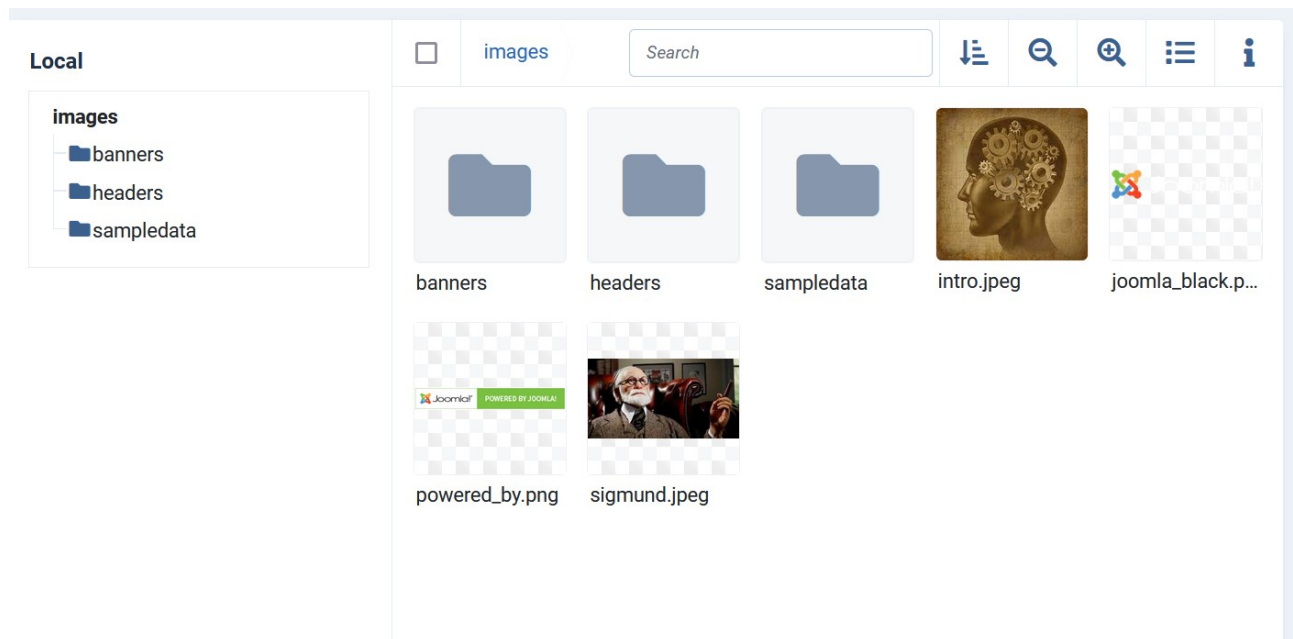 Local
images
banners
headers
sampledata
images
Search
banners
headers
sampledata
intro.jpeg
joomla_black.p...
Joomla!®
POWERED BY JOOMLA!
powered_by.png
sigmund.jpeg